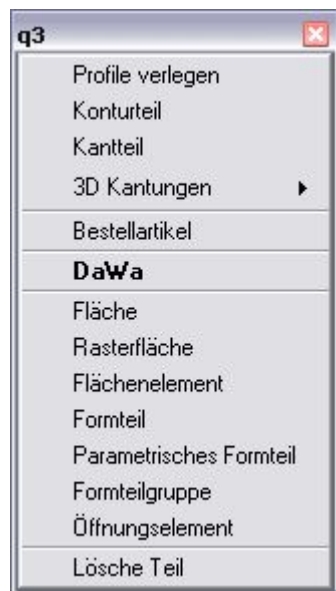 q3
Profile verlegen
Konturteil
Kantteil
3D Kantungen
Bestellartikel
DaWa
Fläche
Rasterfläche
Flächenelement
Formteil
Parametrisches Formteil
Formteilgruppe
Öffnungselement
Lösche Teil